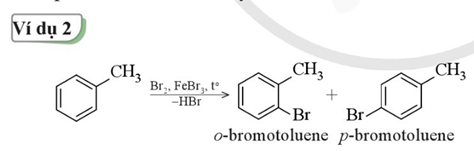 Ví dụ 2
CH₃
Br₂, FeBr₃, t°
−HBr
CH₃
Br
+
CH₃
Br
o-bromotoluene p-bromotoluene